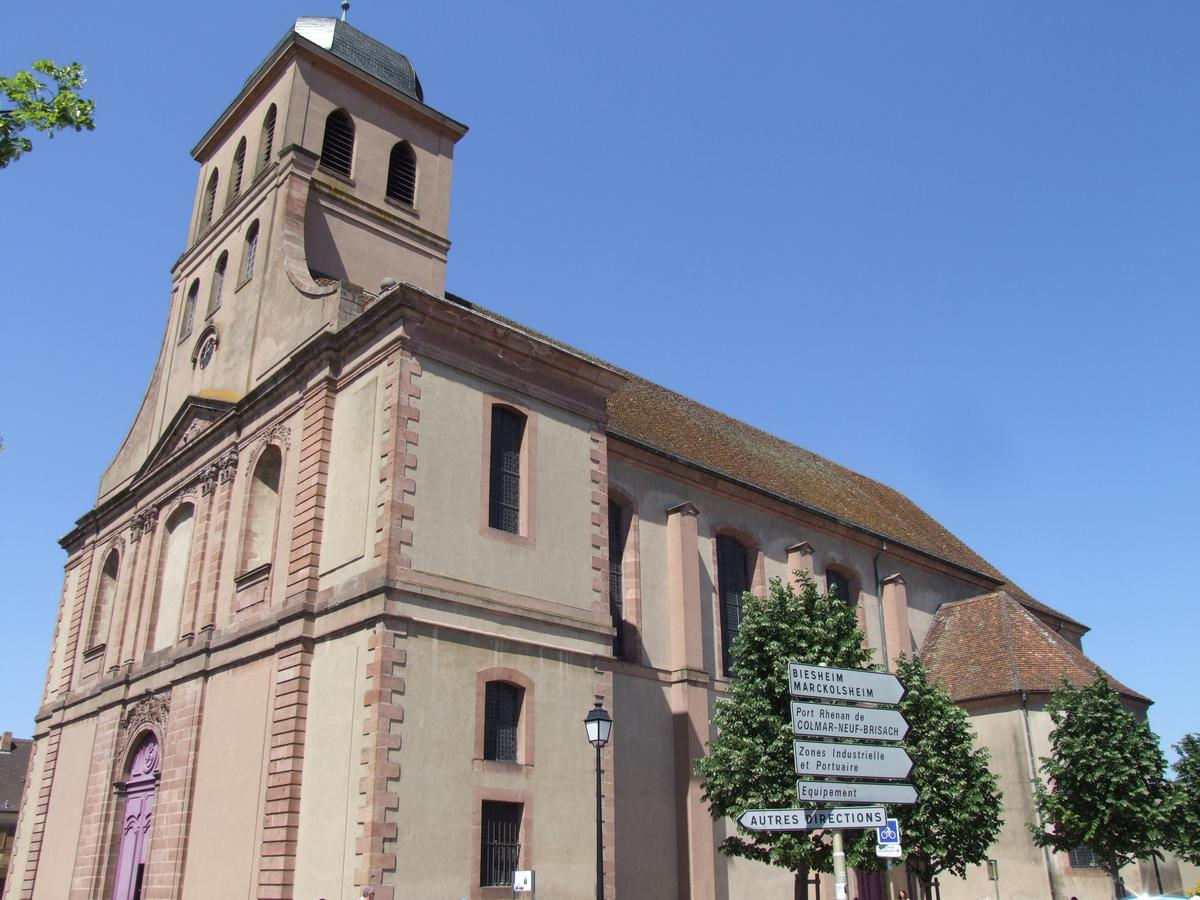 BIESHEIM
MARCKOLSHEIM
Port Rhenan de
COLMAR-NEUF-BRISACH
Zones Industrielle
et Portuaire
Equipement
AUTRES DIRECTIONS